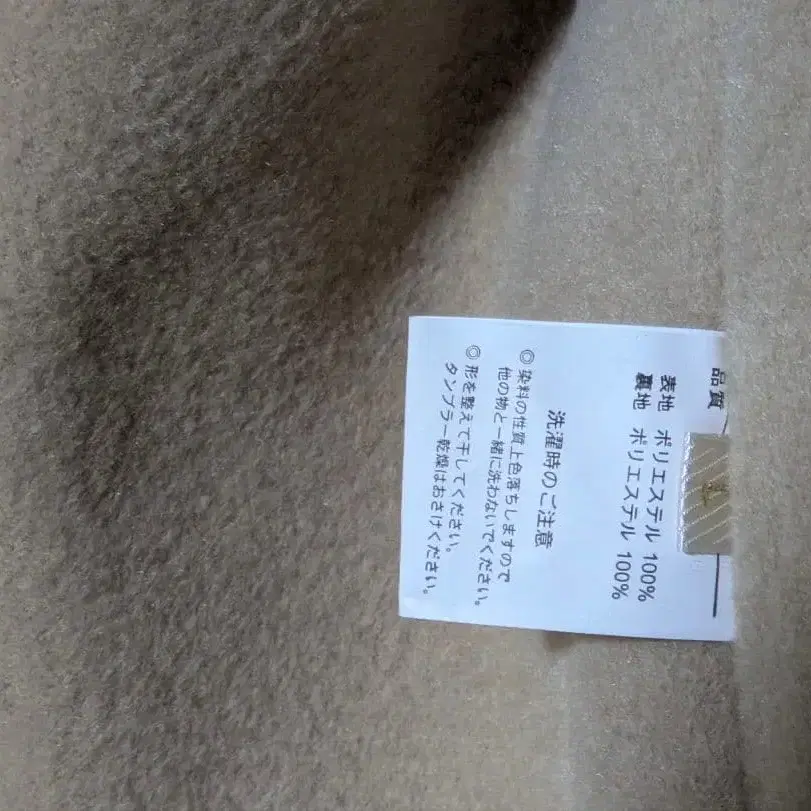 品質
表地 ポリエステル 100%
裏地 ポリエステル 100%
洗濯時のご注意
◎ 染料の性質上色落ちしますので
他の物と一緒に洗わないでください。
◎ 形を整えて干してください。
タンブラー乾燥はおさけください。